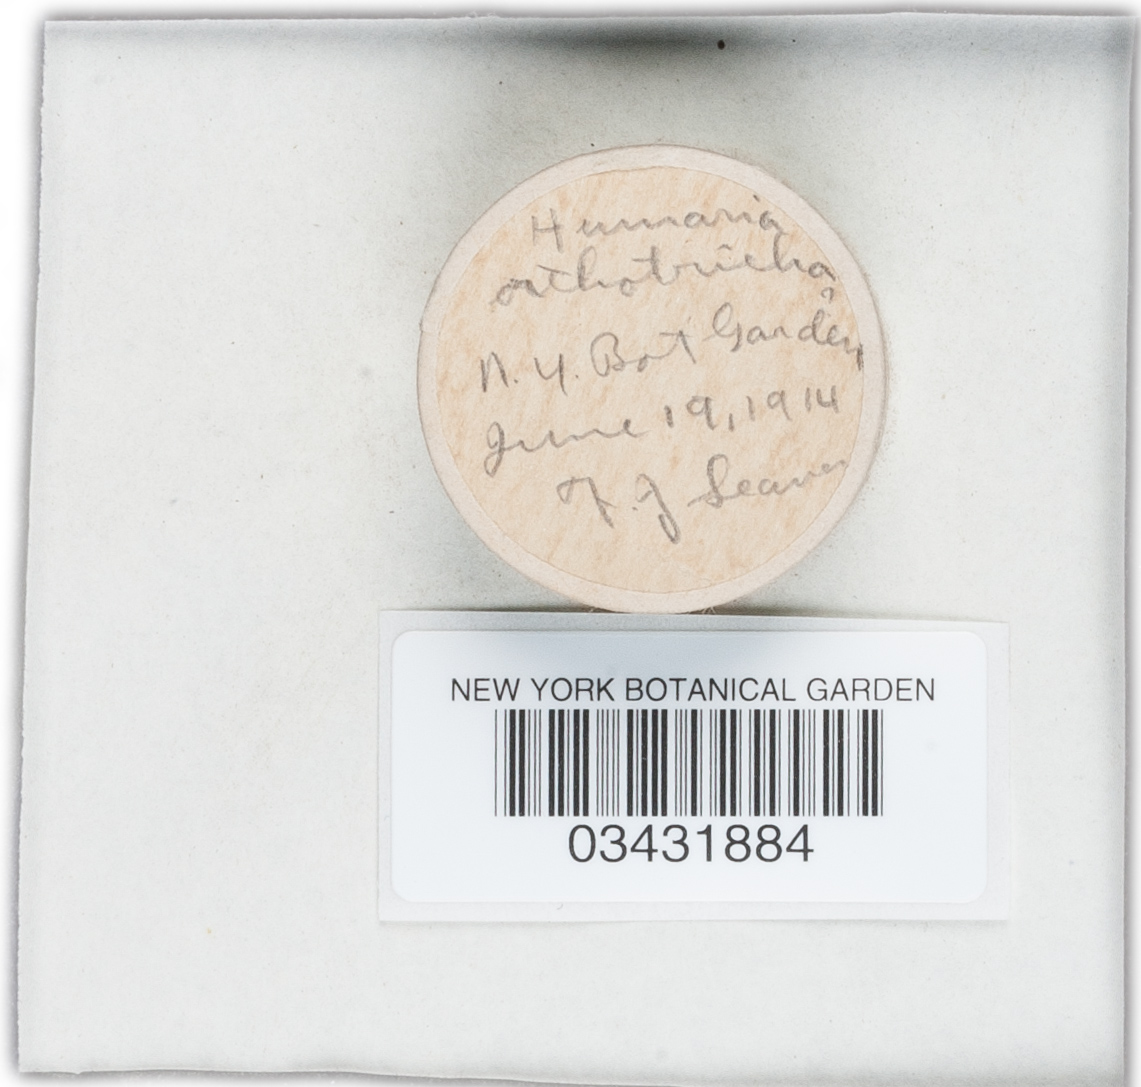 Humaria
orthotricha
?
N. Y. Bot Garden
June 19, 1914
F. J Seaver
NEW YORK BOTANICAL GARDEN
03431884